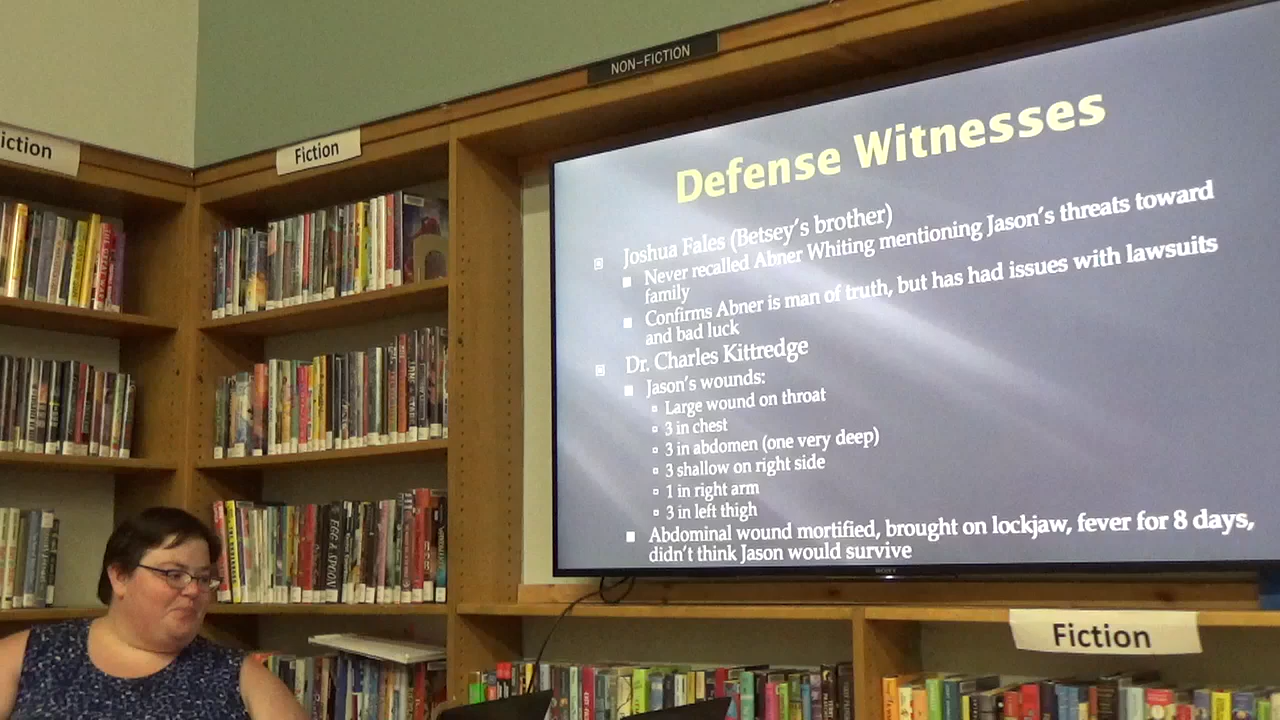 NON-FICTION
iction
Fiction
Defense Witnesses
Joshua Fales (Betsey's brother)
Never recalled Abner Whiting mentioning Jason's threats toward
family
Confirms Abner is man of truth, but has had issues with lawsuits
and bad luck
Dr. Charles Kittredge
Jason's wounds:
Large wound on throat
3 in chest
3 in abdomen (one very deep)
3 shallow on right side
1 in right arm
3 in left thigh
Abdominal wound mortified, brought on lockjaw, fever for 8 days,
didn't think Jason would survive
SONY
EGG & SPOON
Fiction